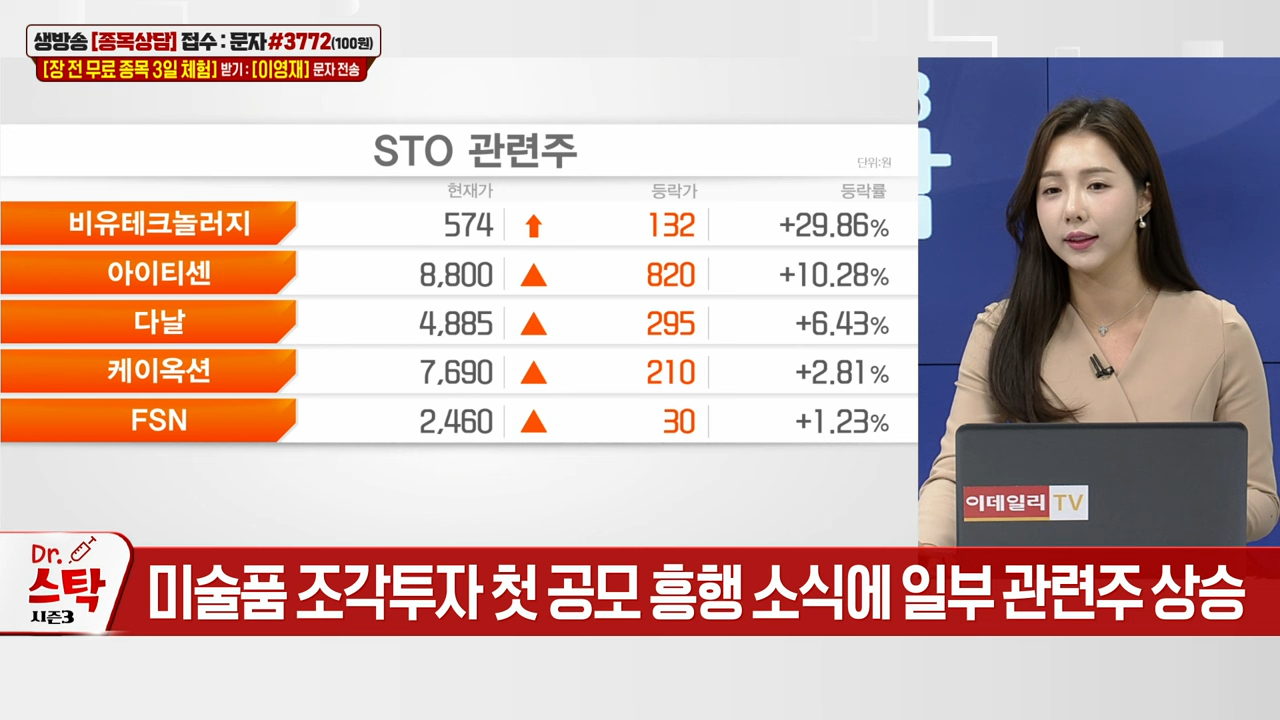 생방송 [종목상담] 접수 : 문자#3772(100원)
[장 전 무료 종목 3일 체험] 받기 : [이영재] 문자 전송
STO 관련주
단위:원
현재가 등락가 등락률
비유테크놀러지 574 132 +29.86%
아이티센 8,800 ▲ 820 +10.28%
다날 4,885 ▲ 295 +6.43%
케이옥션 7,690 ▲ 210 +2.81%
FSN 2,460 ▲ 30 +1.23%
이데일리 TV
Dr.
스탁
시즌3
미술품 조각투자 첫 공모 흥행 소식에 일부 관련주 상승